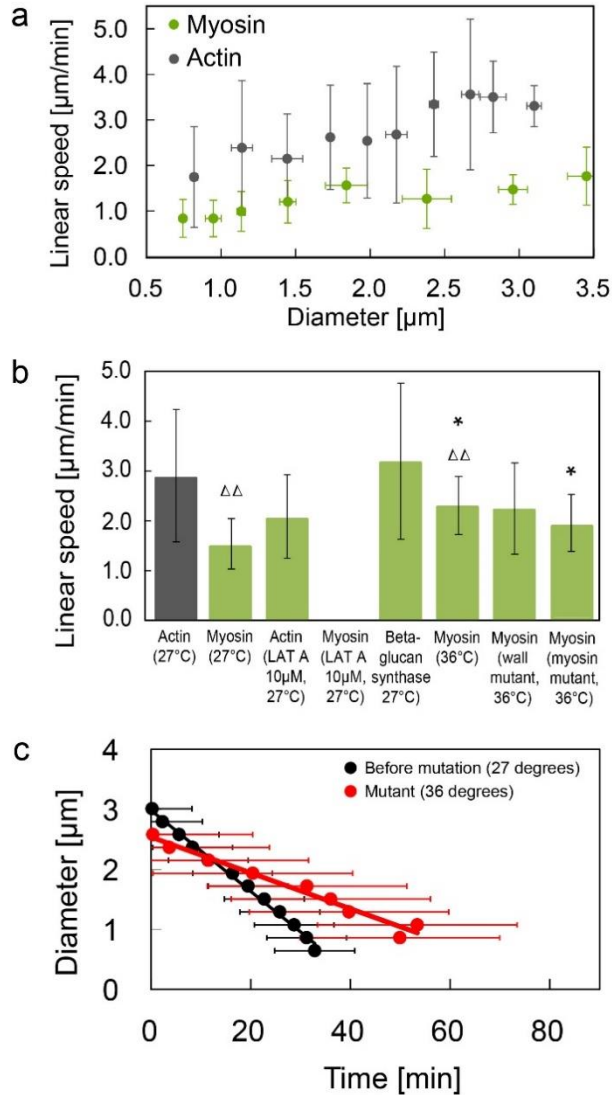 a
Myosin
Actin
Linear speed [µm/min]
5.0
4.0
3.0
2.0
1.0
0
0.5 1.0 1.5 2.0 2.5 3.0 3.5
Diameter [µm]
b
Linear speed [µm/min]
5.0
4.0
3.0
2.0
1.0
0.0
ΔΔ
*
ΔΔ
*
Actin
(27°C)
Myosin
(27°C)
Actin
(LAT A
10µM,
27°C)
Myosin
(LAT A
10µM,
27°C)
Beta-
glucan
synthase
27°C)
Myosin
(36°C)
Myosin
(wall
mutant,
36°C)
Myosin
(myosin
mutant,
36°C)
c
Before mutation (27 degrees)
Mutant (36 degrees)
Diameter [µm]
4
3
2
1
0
0 20 40 60 80
Time [min]